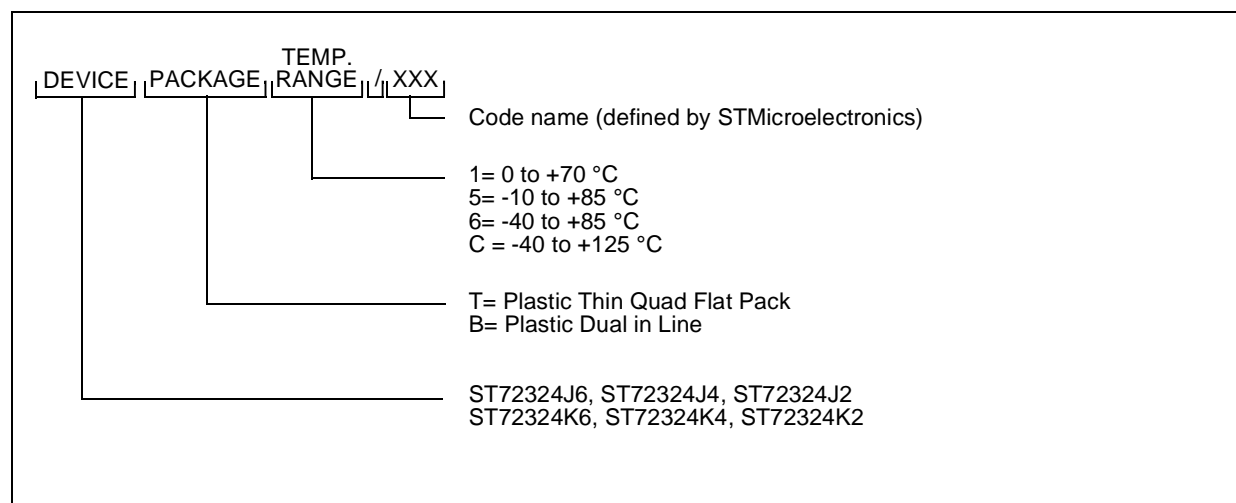 TEMP.
DEVICE PACKAGE RANGE / XXX
Code name (defined by STMicroelectronics)
1= 0 to +70 °C
5= -10 to +85 °C
6= -40 to +85 °C
C = -40 to +125 °C
T= Plastic Thin Quad Flat Pack
B= Plastic Dual in Line
ST72324J6, ST72324J4, ST72324J2
ST72324K6, ST72324K4, ST72324K2